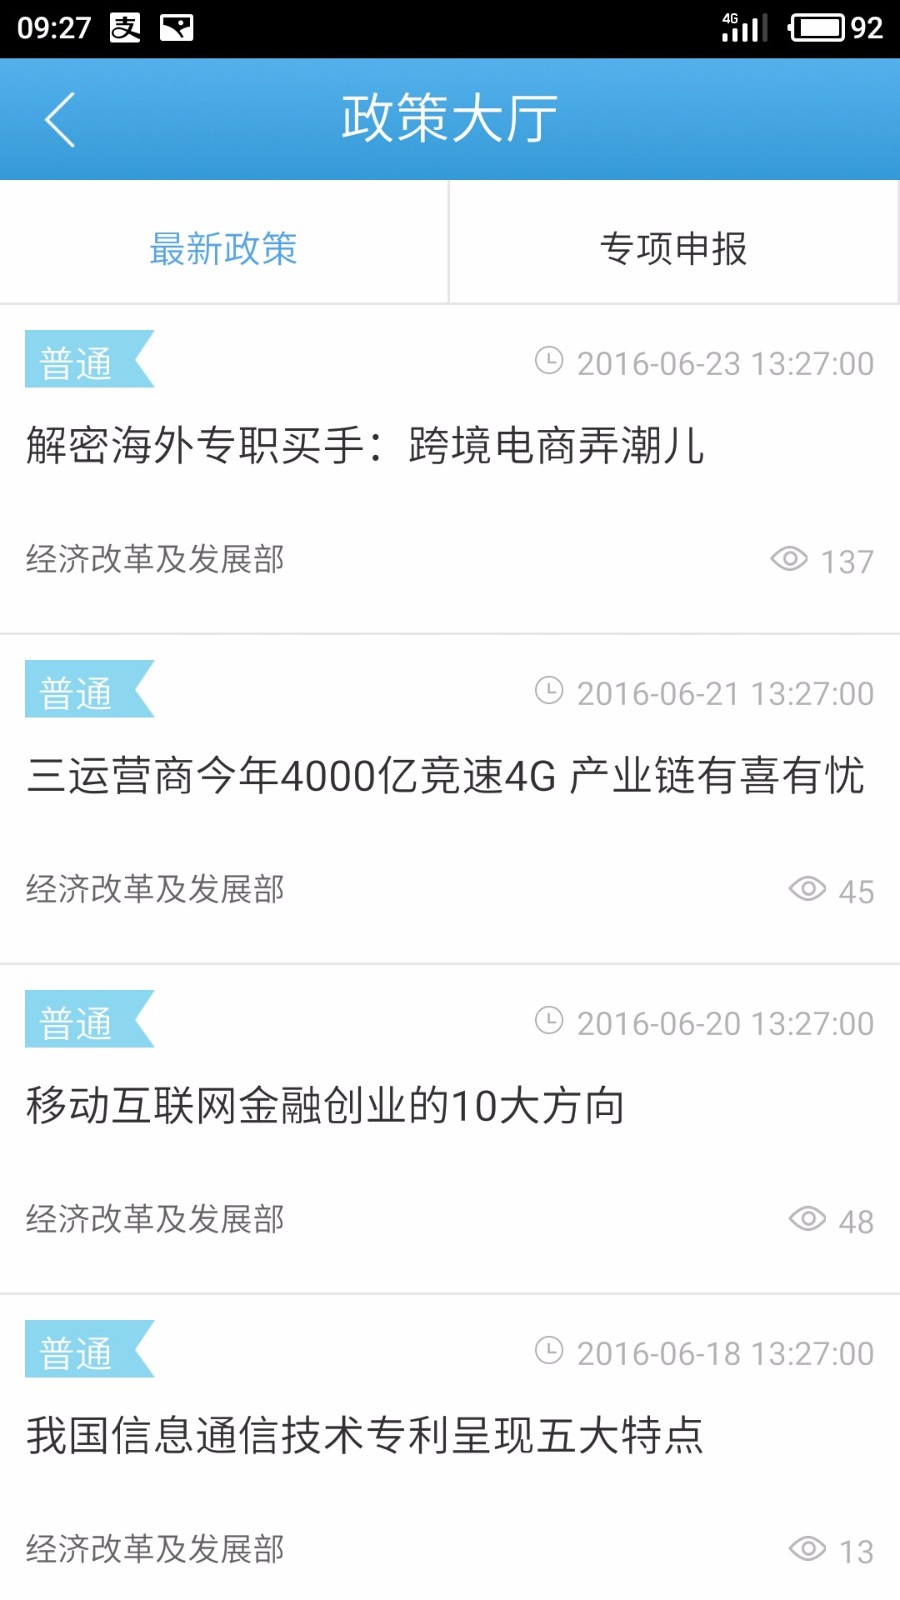 09:27 支 4G 92
政策大厅
最新政策 专项申报
普通 2016-06-23 13:27:00
解密海外专职买手：跨境电商弄潮儿
经济改革及发展部 137
普通 2016-06-21 13:27:00
三运营商今年4000亿竞速4G 产业链有喜有忧
经济改革及发展部 45
普通 2016-06-20 13:27:00
移动互联网金融创业的10大方向
经济改革及发展部 48
普通 2016-06-18 13:27:00
我国信息通信技术专利呈现五大特点
经济改革及发展部 13